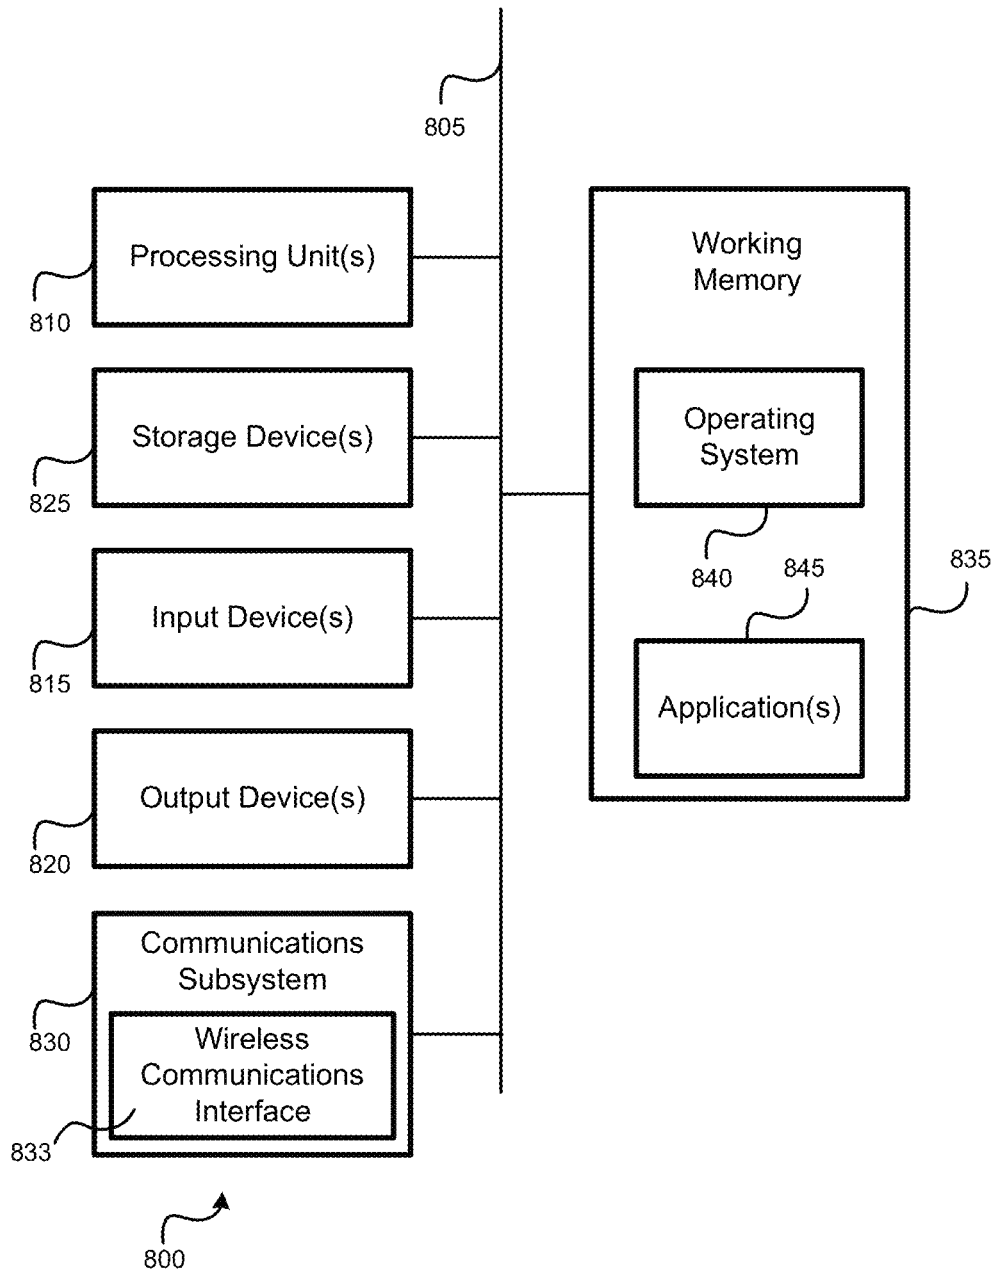 805
Processing Unit(s)
810
Storage Device(s)
825
Input Device(s)
815
Output Device(s)
820
Communications
Subsystem
830
Wireless
Communications
Interface
833
800
Working
Memory
Operating
System
840
845
835
Application(s)